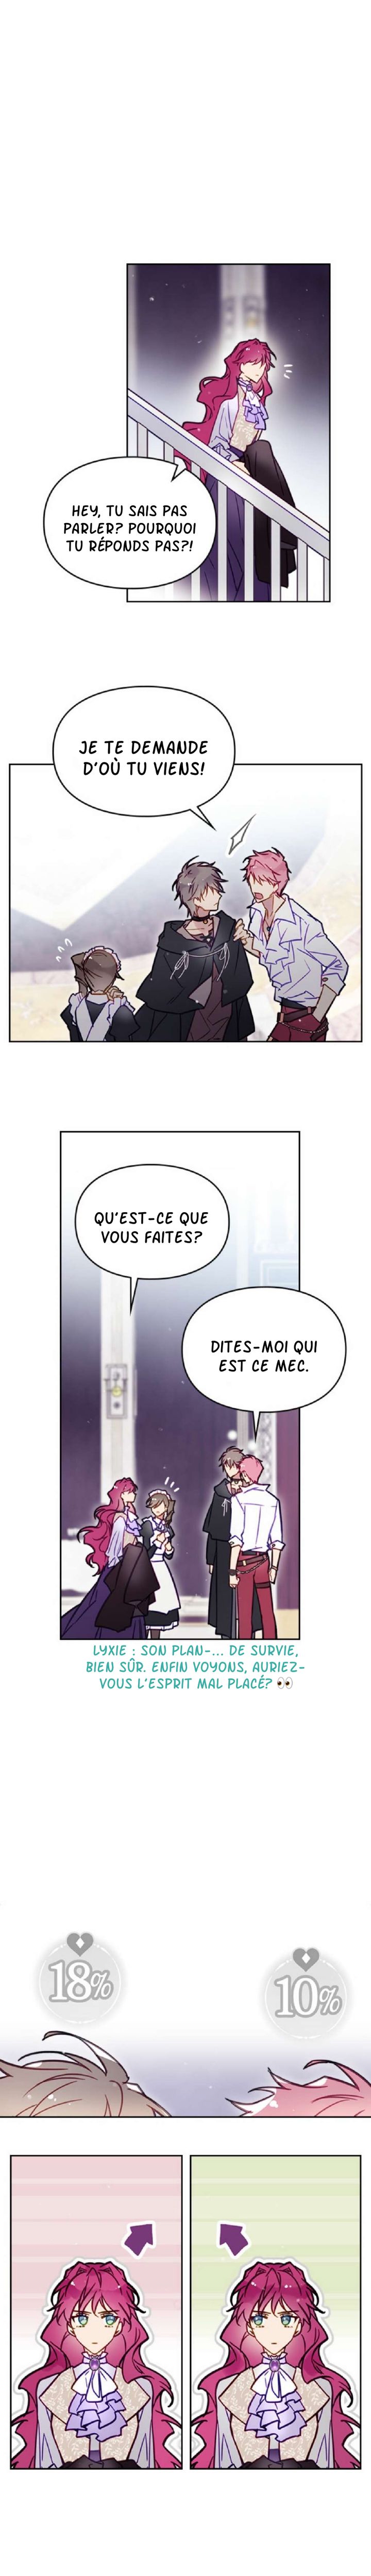 HEY, TU SAIS PAS
PARLER? POURQUOI
TU RÉPONDS PAS?!
JE TE DEMANDE
D'OÙ TU VIENS!
QU'EST-CE QUE
VOUS FAITES?
DITES-MOI QUI
EST CE MEC.
LYXIE : SON PLAN-... DE SURVIE,
BIEN SÛR. ENFIN VOYONS, AURIEZ-
VOUS L'ESPRIT MAL PLACÉ? 👀
18%
10%